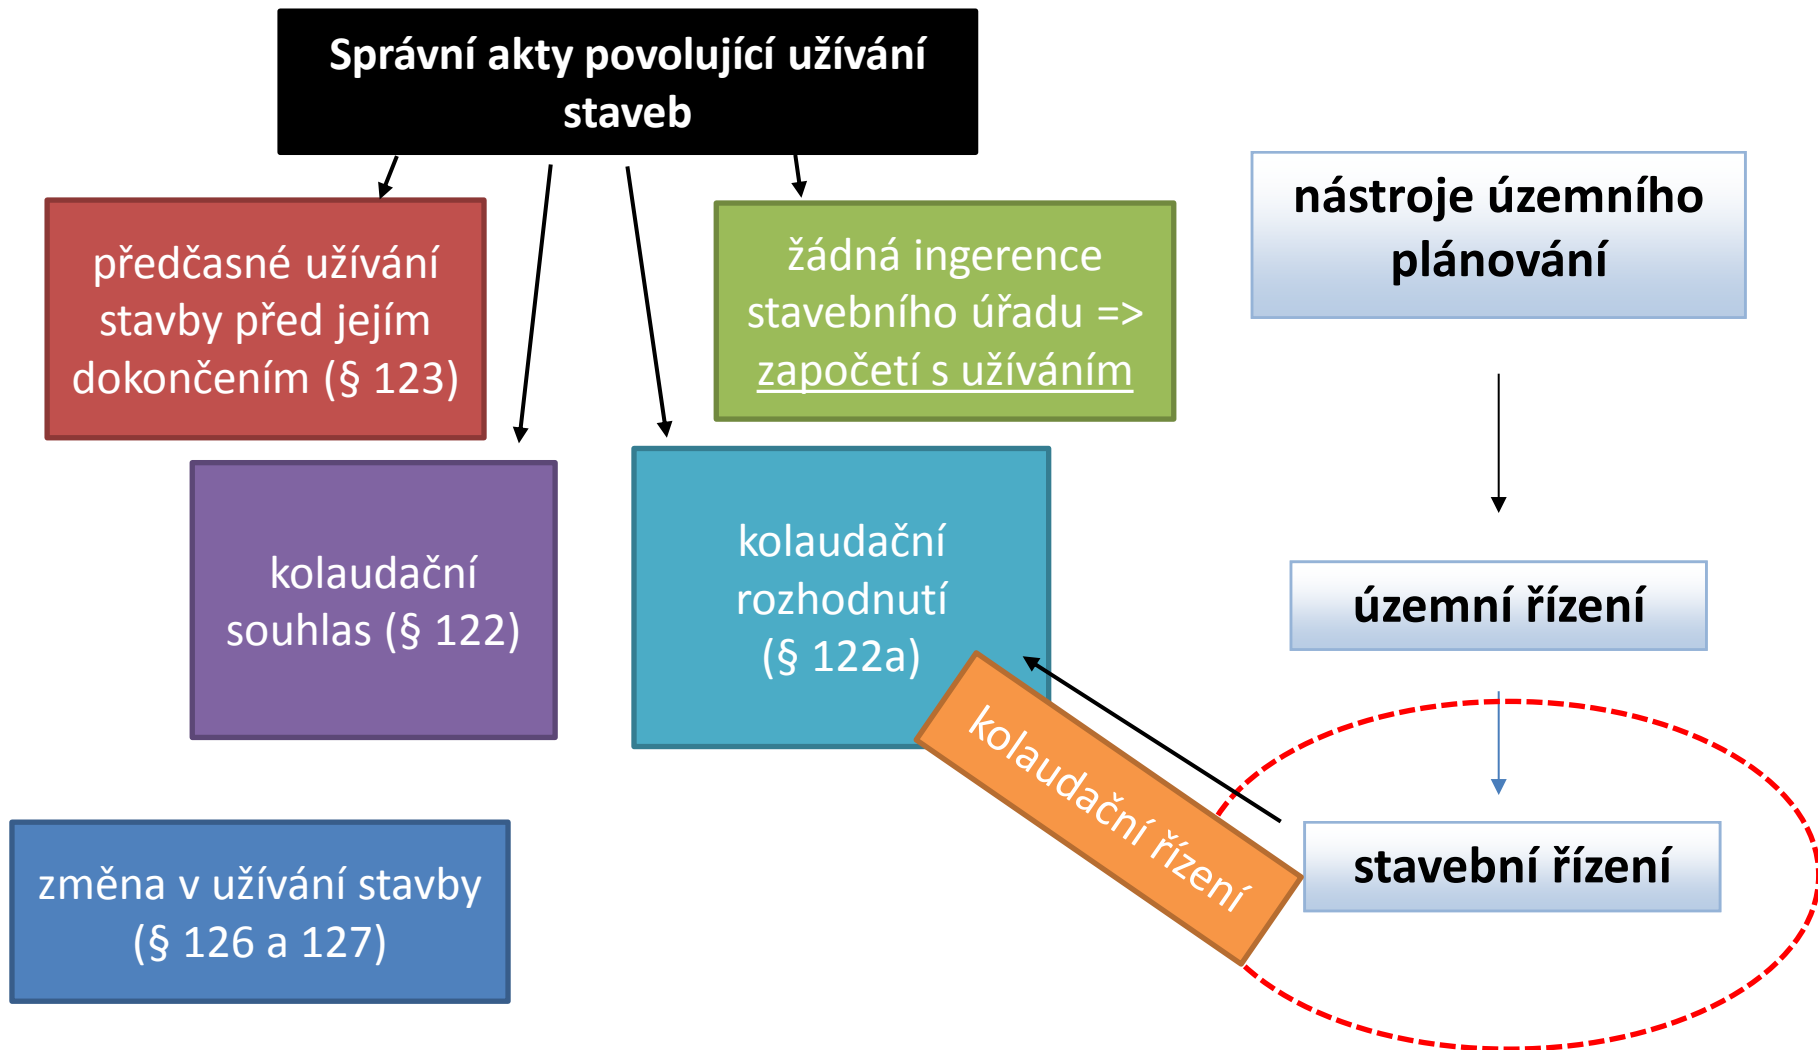 Správní akty povolující užívání
staveb
předčasné užívání
stavby před jejím
dokončením (§ 123)
žádná ingerence
stavebního úřadu =>
započetí s užíváním
kolaudační
souhlas (§ 122)
kolaudační
rozhodnutí
(§ 122a)
změna v užívání stavby
(§ 126 a 127)
nástroje územního
plánování
územní řízení
stavební řízení
kolaudační řízení